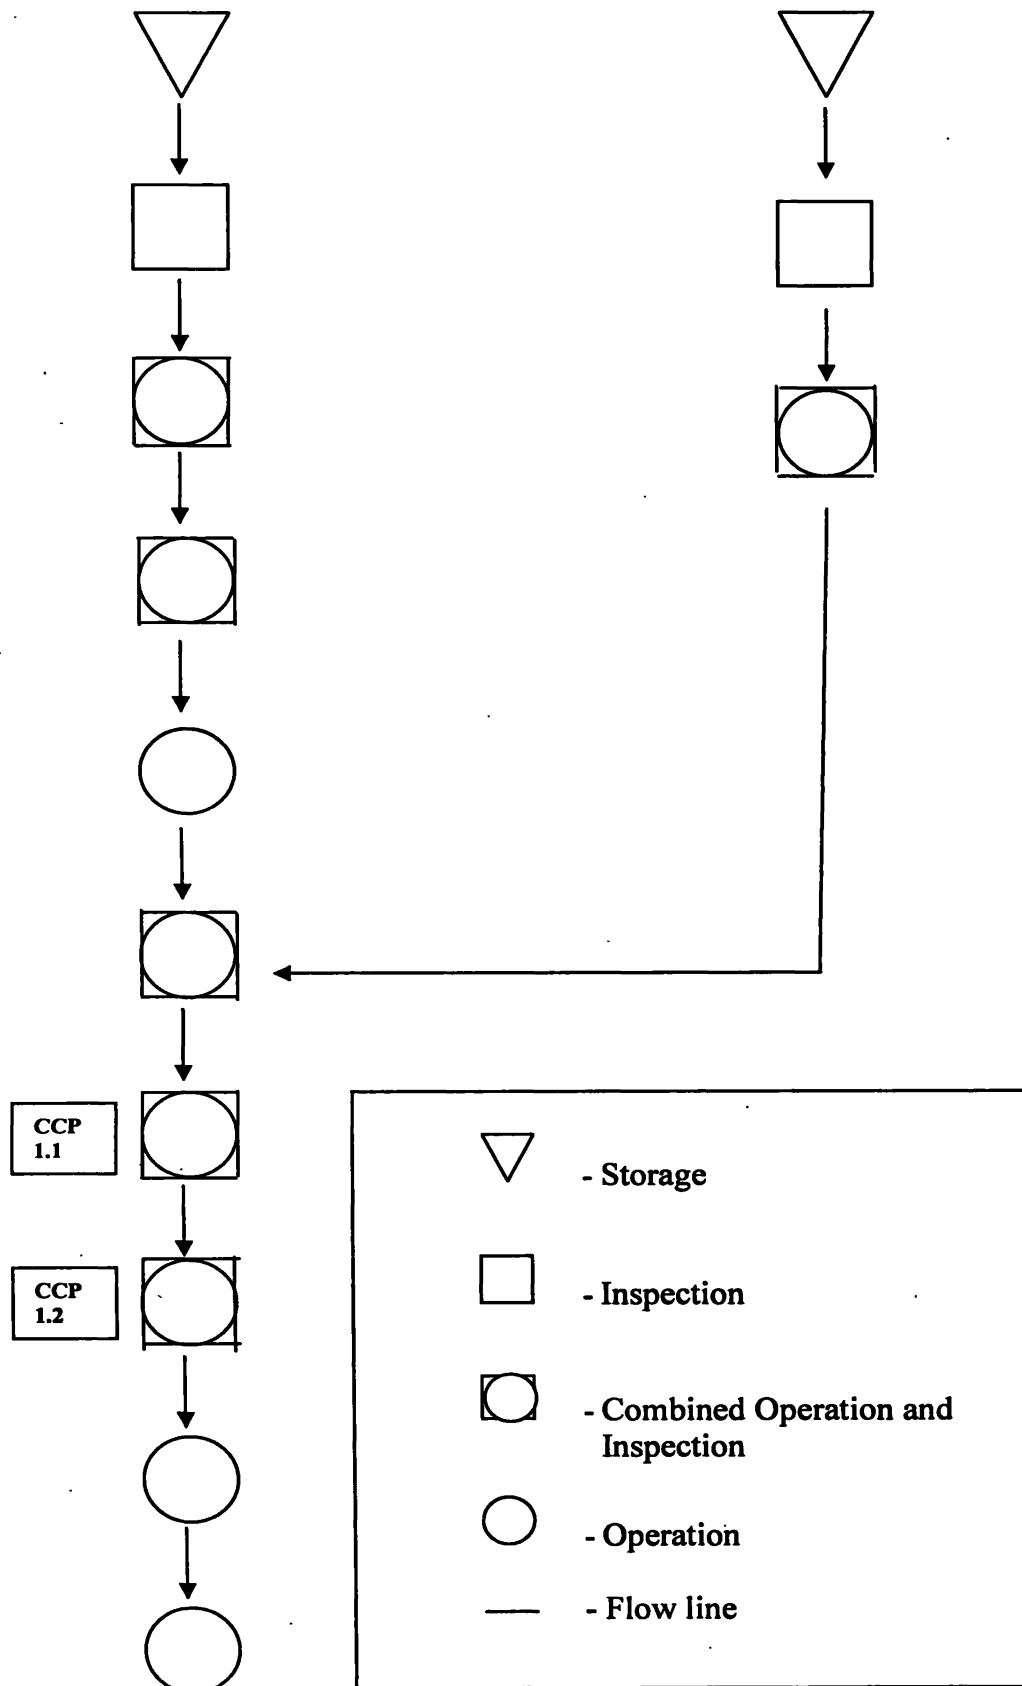 CCP
1.1
CCP
1.2
- Storage
- Inspection
- Combined Operation and
Inspection
- Operation
- Flow line